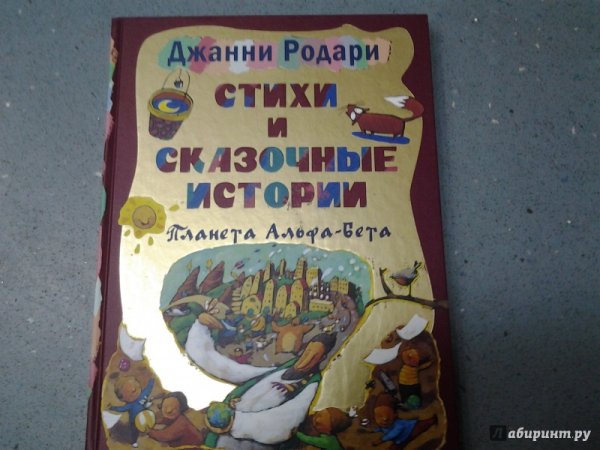 Джанни Родари
СТИХИ
и
СКАЗОЧНЫЕ
ИСТОРИИ
Планета Альфа-Бета
Лабиринт.ру